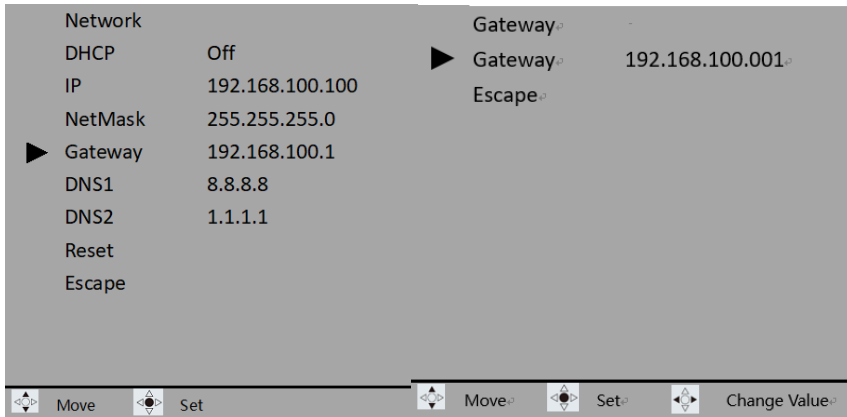 Network
DHCP Off
IP 192.168.100.100
NetMask 255.255.255.0
Gateway 192.168.100.1
DNS1 8.8.8.8
DNS2 1.1.1.1
Reset
Escape
Move Set
Gateway
Gateway 192.168.100.001
Escape
Move Set Change Value